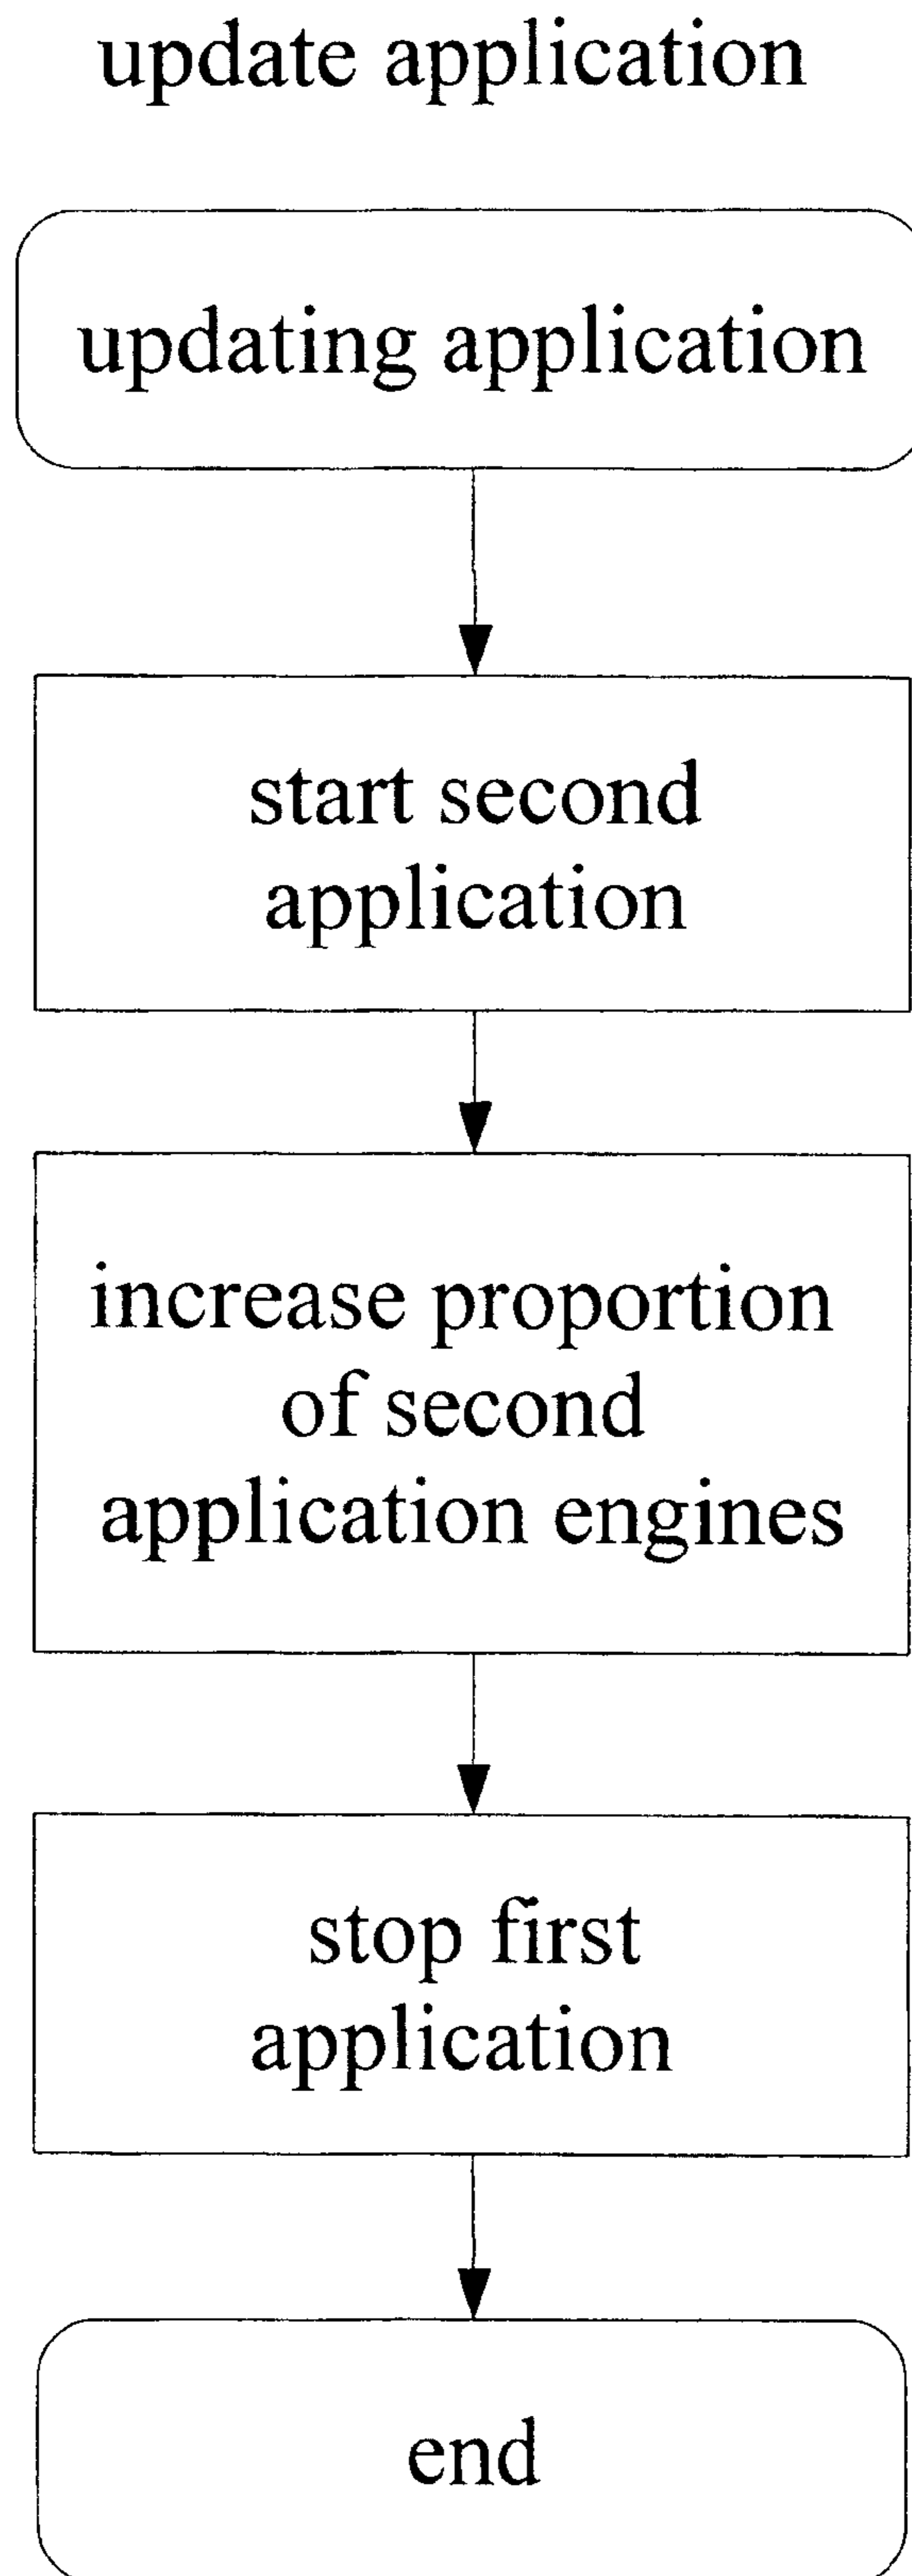 update application
updating application
start second
application
increase proportion
of second
application engines
stop first
application
end